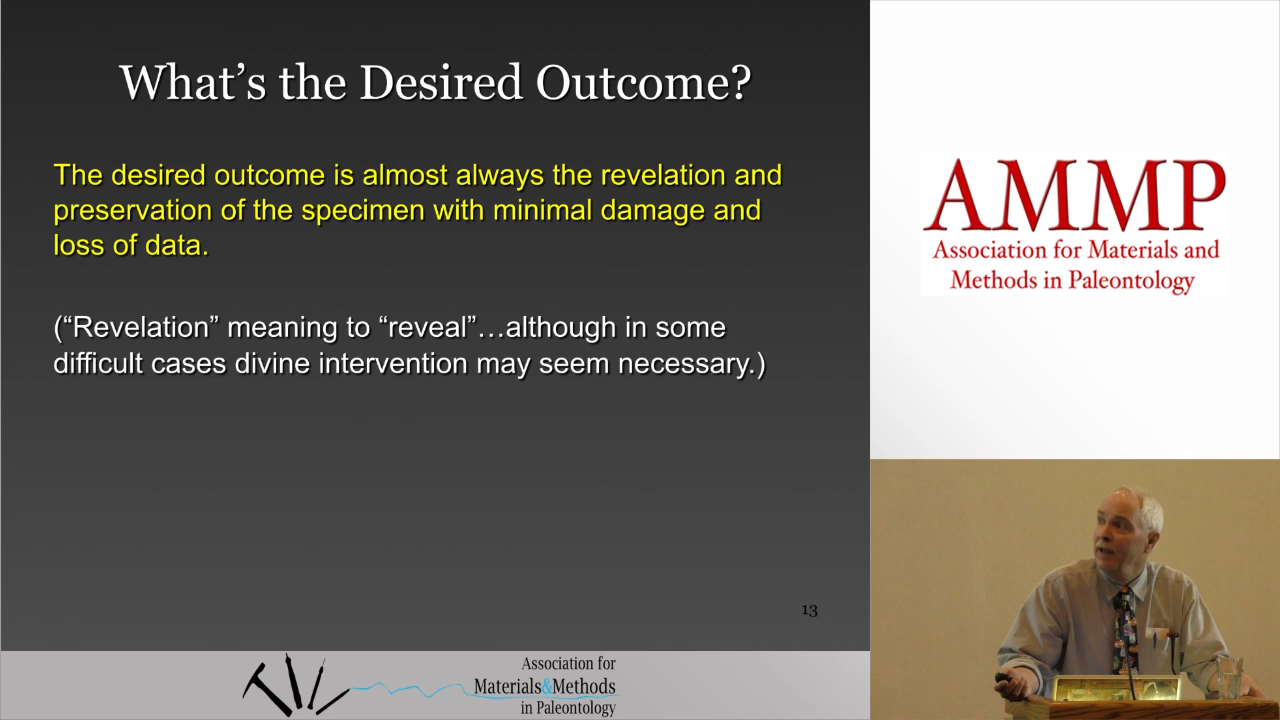 What’s the Desired Outcome?
The desired outcome is almost always the revelation and
preservation of the specimen with minimal damage and
loss of data.
(“Revelation” meaning to “reveal”…although in some
difficult cases divine intervention may seem necessary.)
13
Association for
Materials&Methods
in Paleontology
AMMP
Association for Materials and
Methods in Paleontology